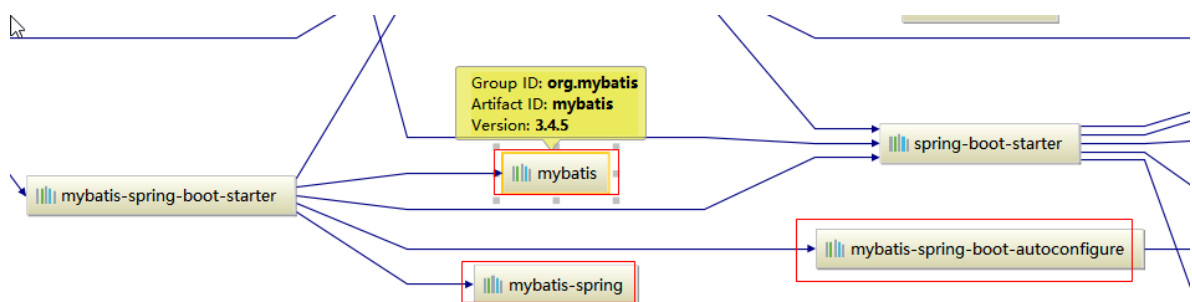 Group ID: org.mybatis
Artifact ID: mybatis
Version: 3.4.5
spring-boot-starter
mybatis
mybatis-spring-boot-starter
mybatis-spring-boot-autoconfigure
mybatis-spring